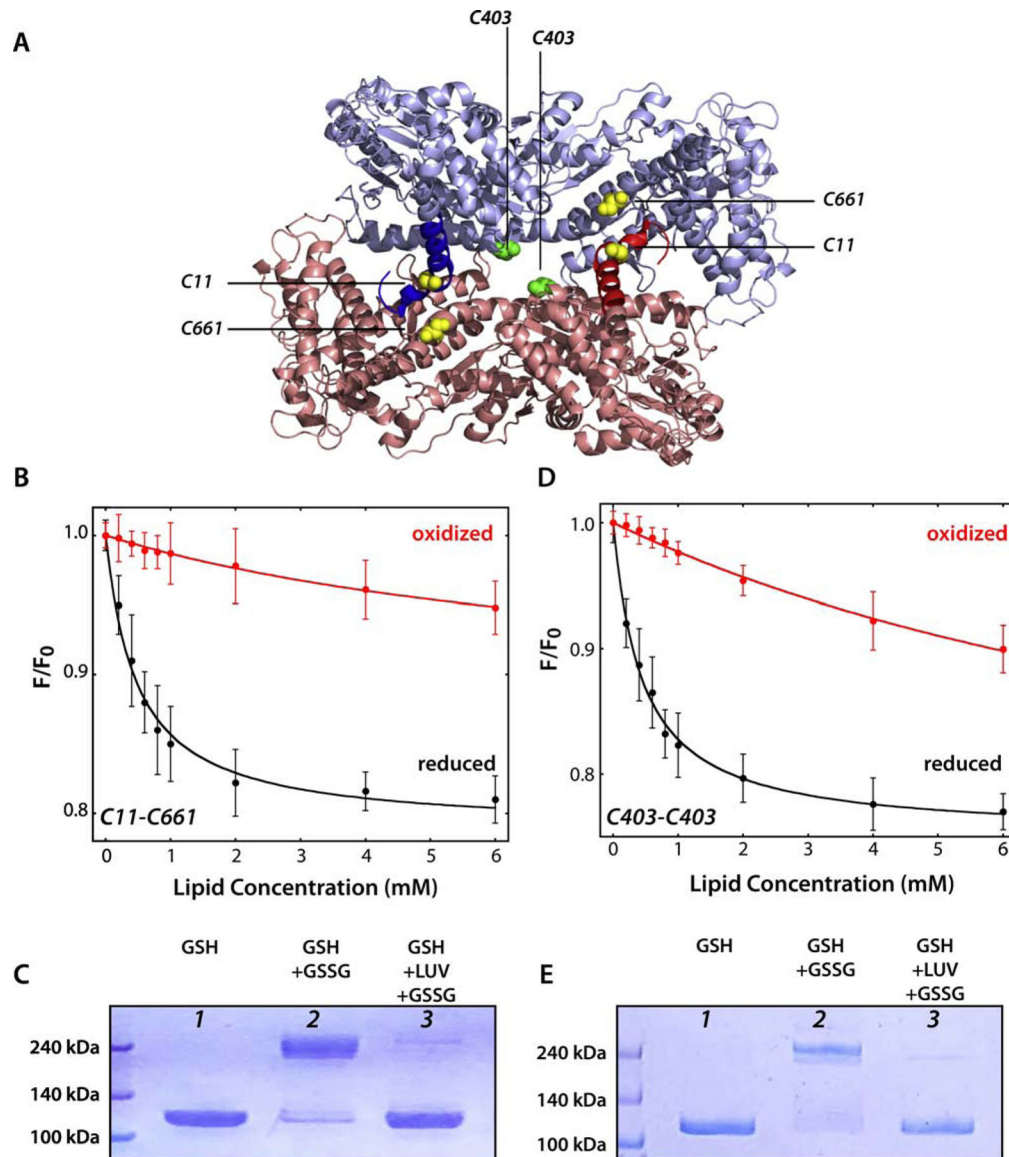 A
C403
C403
C661
C11
C11
C661
B
1.0
0.9
0.8
F/F0
oxidized
reduced
C11-C661
0 1 2 3 4 5 6
Lipid Concentration (mM)
D
1.0
0.9
0.8
F/F0
oxidized
reduced
C403-C403
0 1 2 3 4 5 6
Lipid Concentration (mM)
C
GSH
GSH
+GSSG
GSH
+LUV
+GSSG
1 2 3
240 kDa
140 kDa
100 kDa
E
GSH
GSH
+GSSG
GSH
+LUV
+GSSG
1 2 3
240 kDa
140 kDa
100 kDa